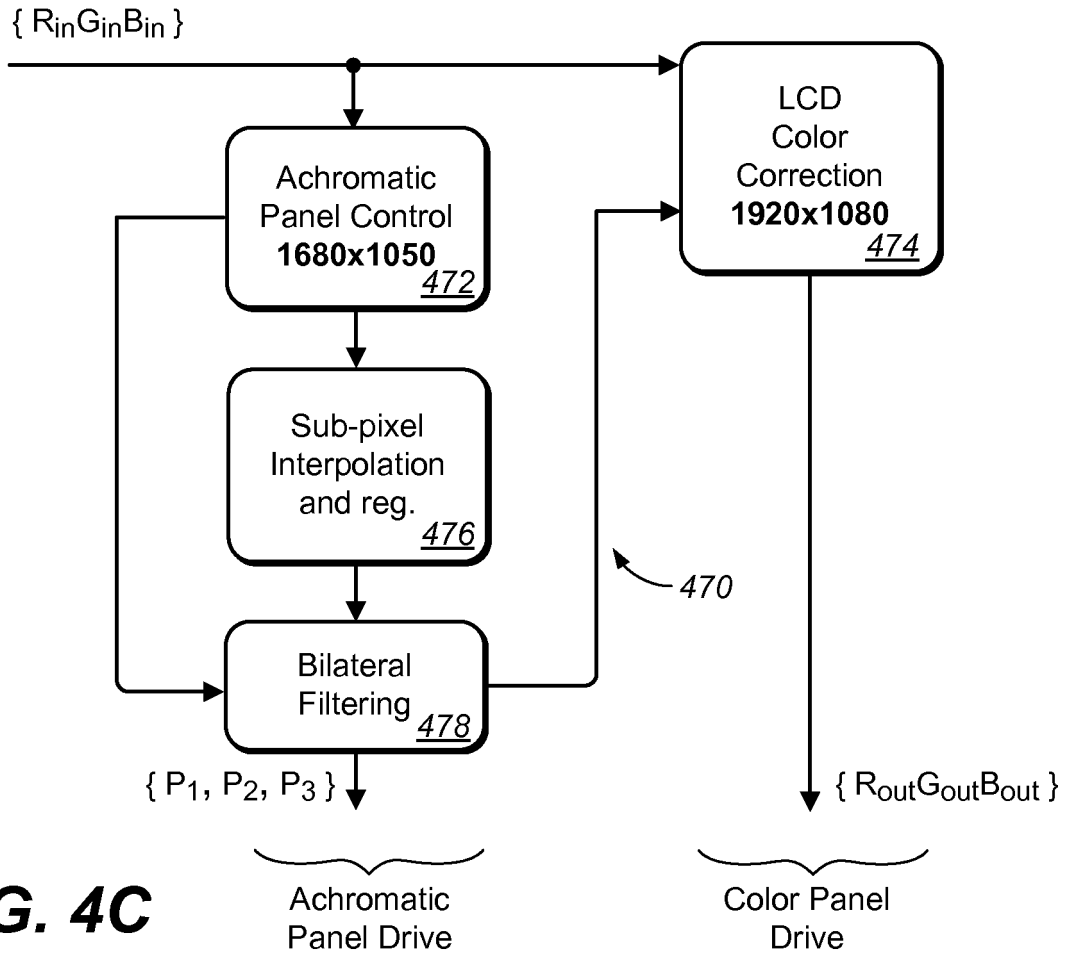 { RinGinBin }
LCD
Color
Correction
1920x1080
474
Achromatic
Panel Control
1680x1050
472
Sub-pixel
Interpolation
and reg.
476
470
Bilateral
Filtering
478
{ P1, P2, P3 }
{ RoutGoutBout }
G. 4C
Achromatic
Panel Drive
Color Panel
Drive